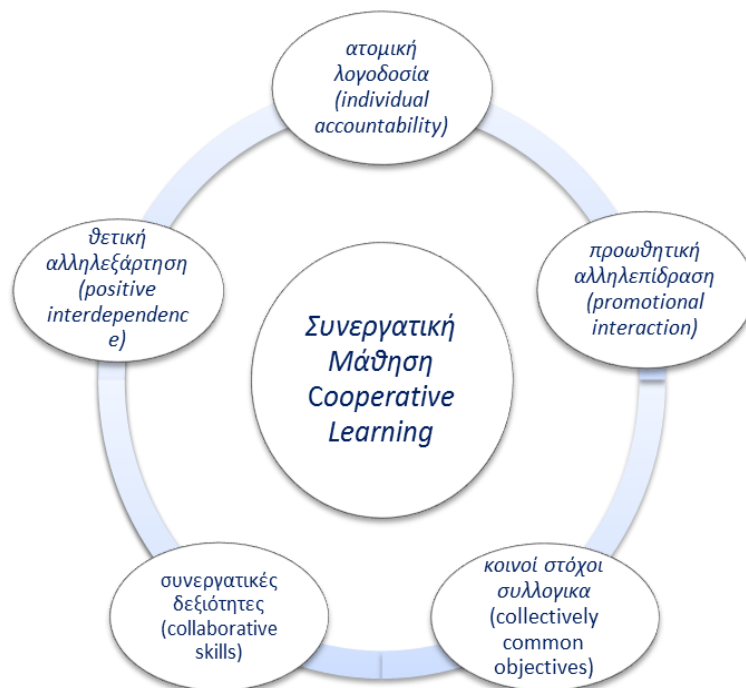 ατομική
λογοδοσία
(individual
accountability)
θετική
αλληλεξάρτηση
(positive
interdependenc
e)
προωθητική
αλληλεπίδραση
(promotional
interaction)
Συνεργατική
Μάθηση
Cooperative
Learning
συνεργατικές
δεξιότητες
(collaborative
skills)
κοινοί στόχοι
συλλογικα
(collectively
common
objectives)